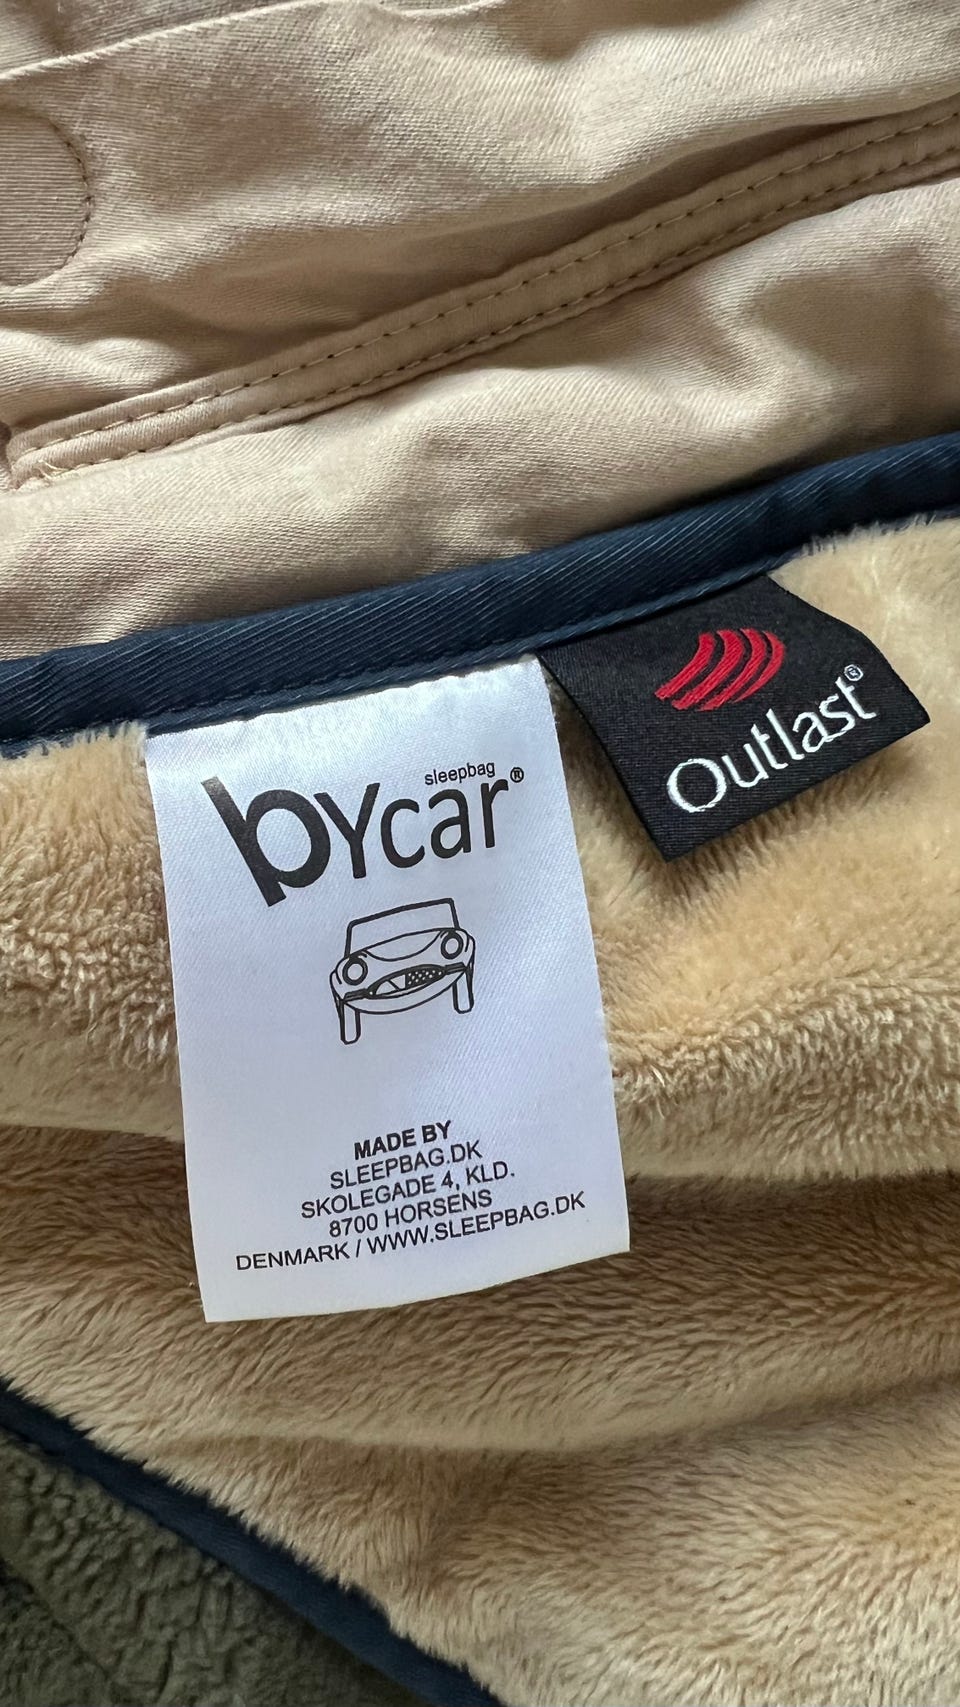 sleepbag
bycar®
MADE BY
SLEEPBAG.DK
SKOLEGADE 4, KLD.
8700 HORSENS
DENMARK / WWW.SLEEPBAG.DK
Outlast®